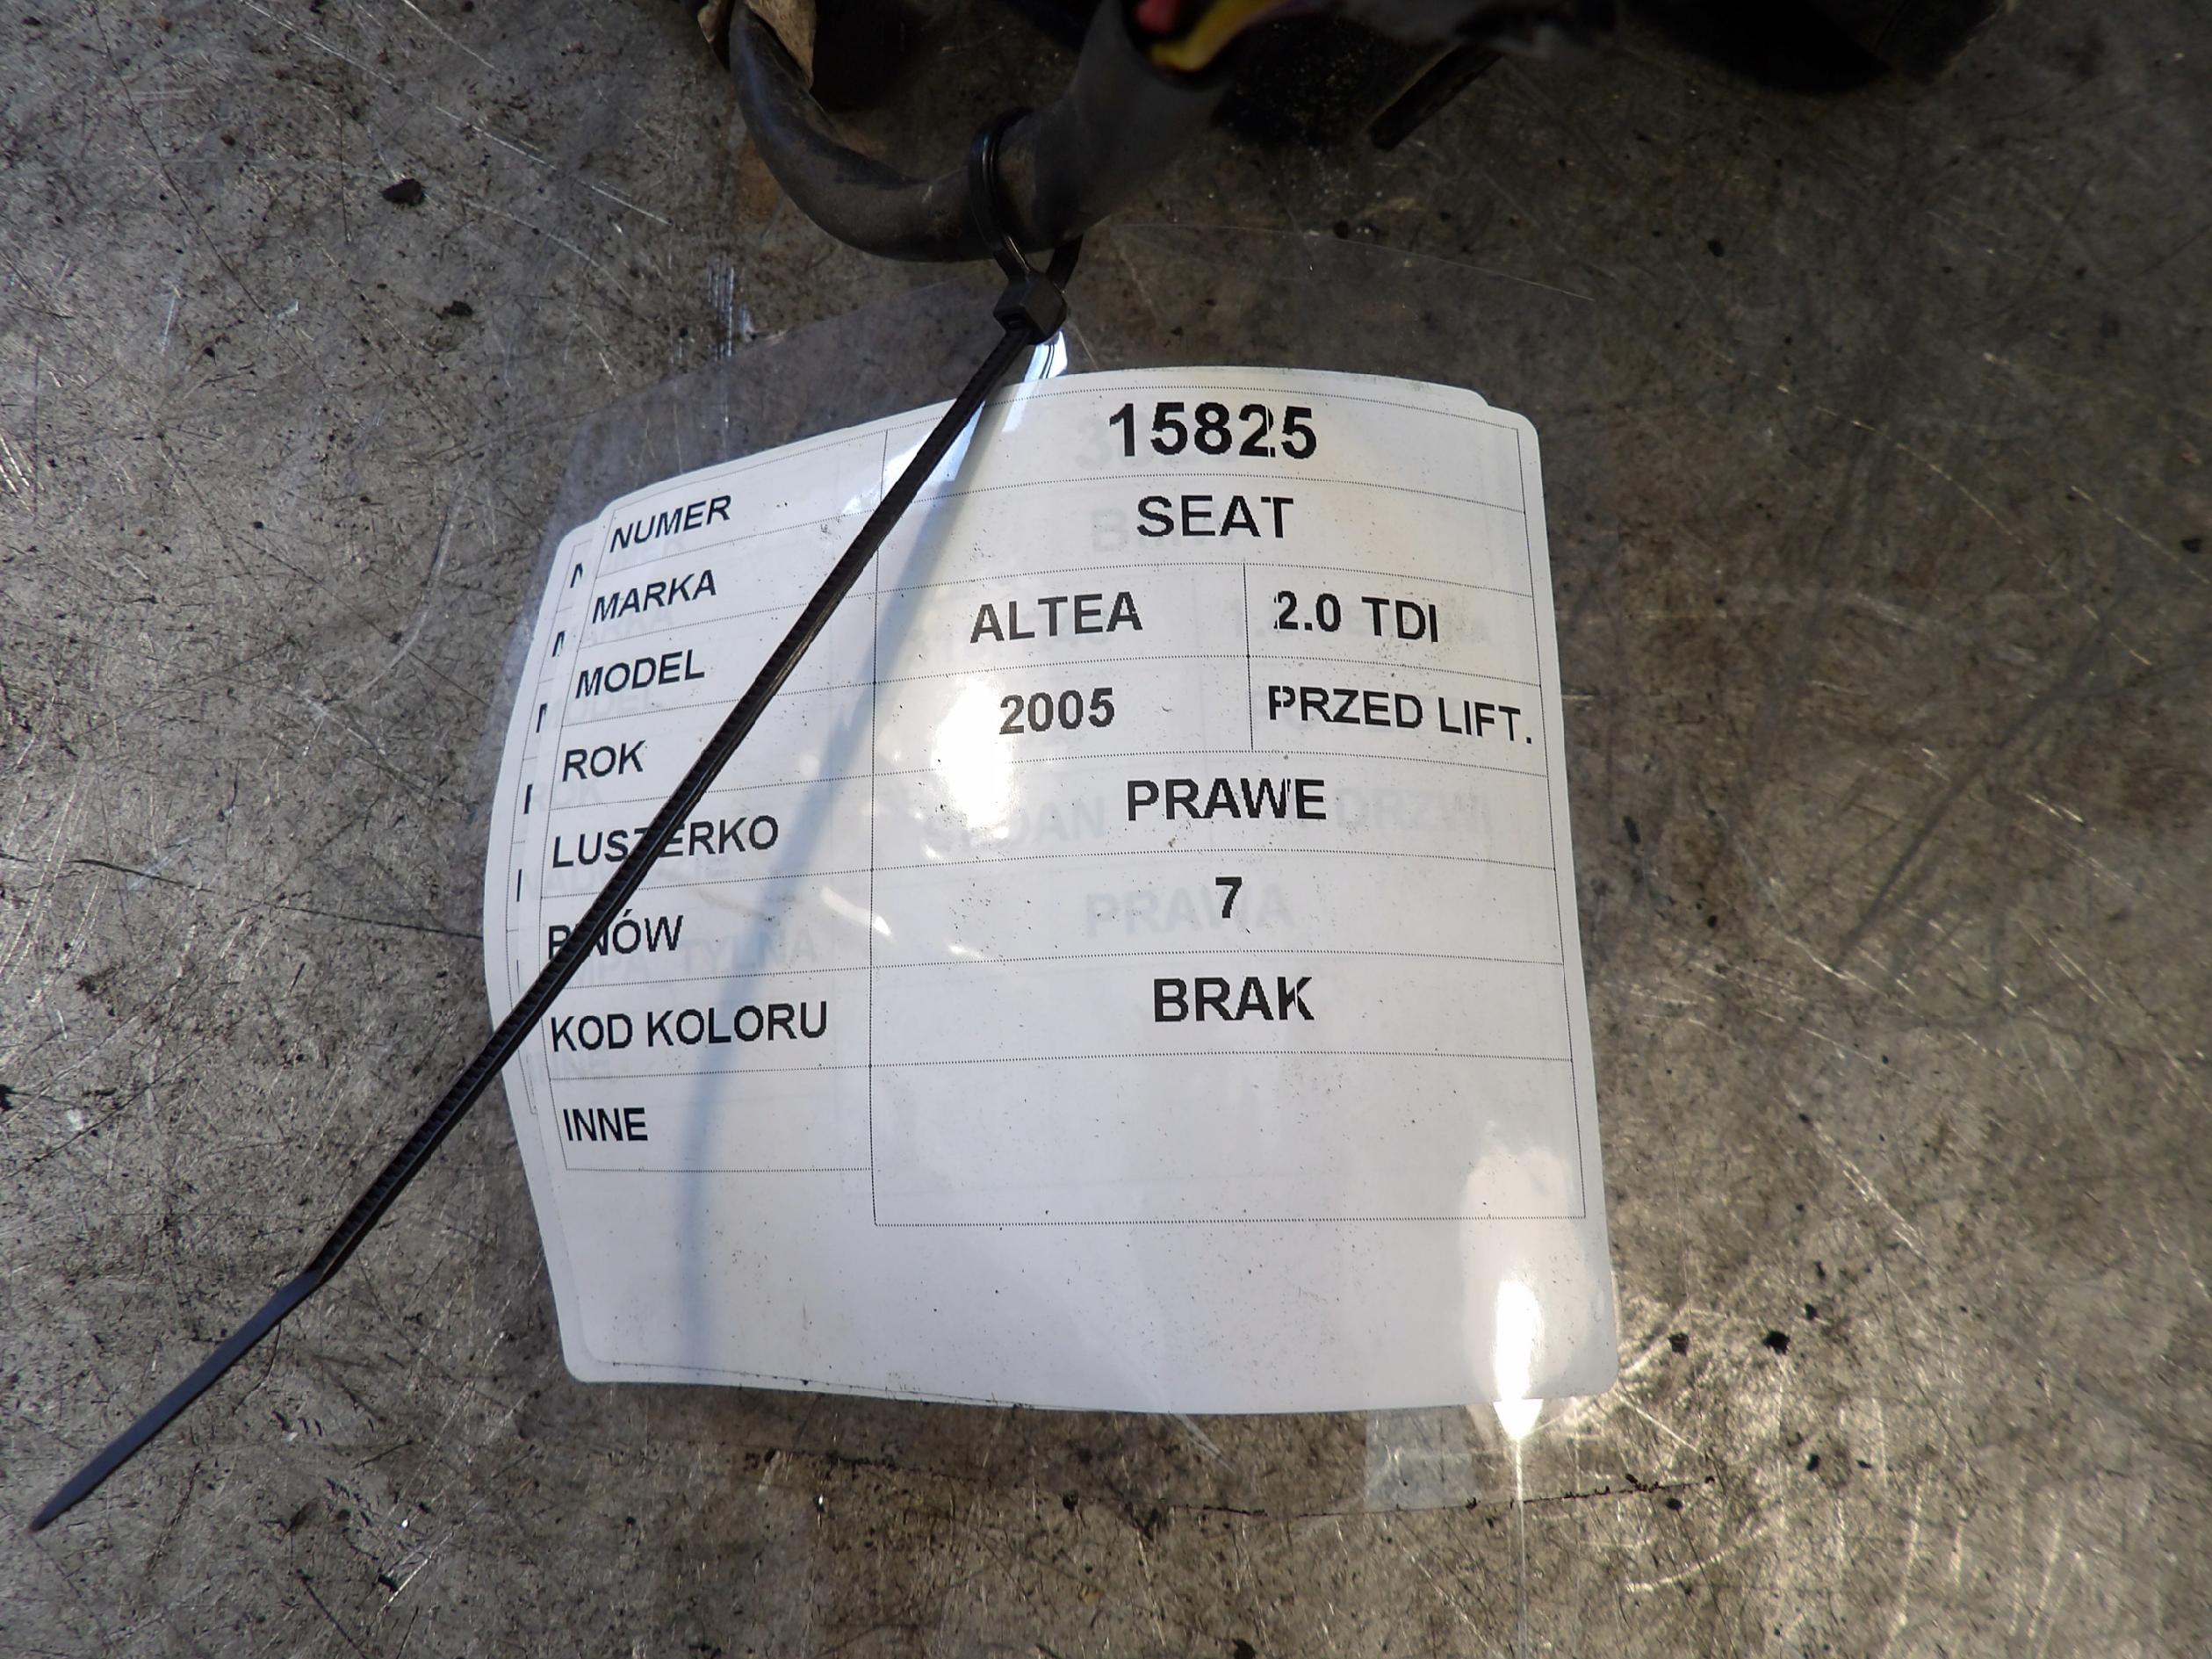 NUMER 15825
MARKA SEAT
MODEL ALTEA 2.0 TDI
ROK 2005 PRZED LIFT.
LUSTERKO PRAWE
PINÓW 7
KOD KOLORU BRAK
INNE